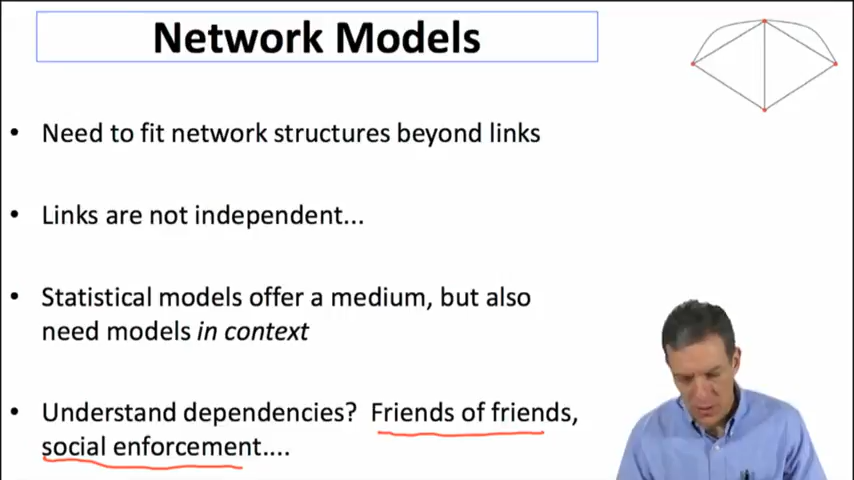 Network Models
• Need to fit network structures beyond links
• Links are not independent...
• Statistical models offer a medium, but also
need models in context
• Understand dependencies? Friends of friends,
social enforcement....